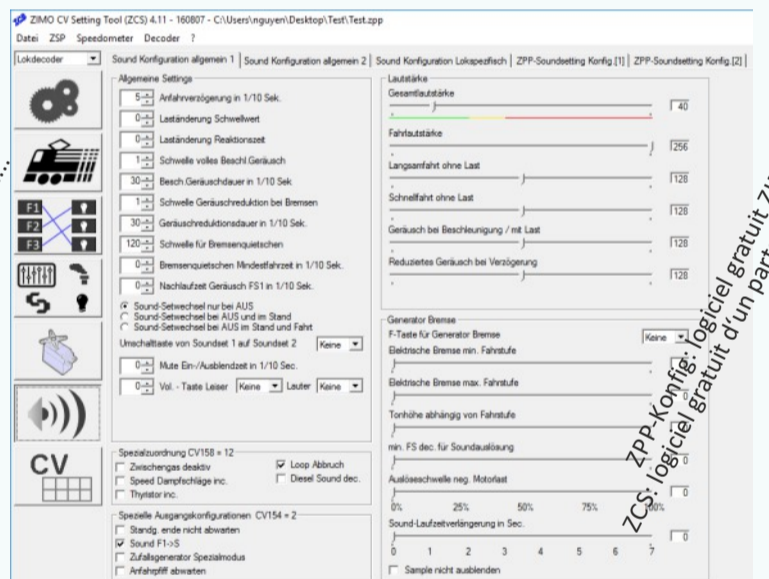 ZIMO CV Setting Tool (ZCS) 4.11 - 160807 - C:\Users\nguyen\Desktop\Test\Test.zpp
Datei ZSP Speedometer Decoder ?
Lokdecoder
Sound Konfiguration allgemein 1 | Sound Konfiguration allgemein 2 | Sound Konfiguration Lokspezifisch | ZPP-Soundsetting Konfig.[1] | ZPP-Soundsetting Konfig.[2]
F1
F2
F3
CV
Allgemeine Settings
5 Anfahrverzögerung in 1/10 Sek.
0 Laständerung Schwellwert
0 Laständerung Reaktionszeit
1 Schwelle volles Beschl.Geräusch
30 Besch.Geräuschdauer in 1/10 Sek
1 Schwelle Geräuschreduktion bei Bremsen
30 Geräuschreduktionsdauer in 1/10 Sek.
120 Schwelle für Bremsenquietschen
0 Bremsenquietschen Mindestfahrzeit in 1/10 Sek.
0 Nachlaufzeit Geräusch FS1 in 1/10 Sek.
Sound-Setwechsel nur bei AUS
Sound-Setwechsel bei AUS und im Stand
Sound-Setwechsel bei AUS im Stand und Fahrt
Umschalttaste von Soundset 1 auf Soundset 2 Keine
0 Mute Ein-/Ausblendzeit in 1/10 Sec.
0 Vol. - Taste Leiser Keine Lauter Keine
Spezialzuordnung CV158 = 12
Zwischengas deaktiv Loop Abbruch
Speed Dampfschläge inc. Diesel Sound dec.
Thyristor inc.
Spezielle Ausgangskonfigurationen CV154 = 2
Standg. ende nicht abwarten
Sound F1->S
Zufallsgenerator Spezialmodus
Anfahrpfiff abwarten
Lautstärke
Gesamtlautstärke
40
Fahrlautstärke
256
Langsamfahrt ohne Last
128
Schnellfahrt ohne Last
128
Geräusch bei Beschleunigung / mit Last
128
Reduziertes Geräusch bei Verzögerung
128
Generator Bremse
F-Taste für Generator Bremse Keine
Elektrische Bremse min. Fahrstufe
Elektrische Bremse max. Fahrstufe
0
Tonhöhe abhängig von Fahrstufe
min. FS dec. für Soundauslösung
Auslöseschwelle neg. Motorlast
0
0% 25% 50% 75% 100%
Sound-Laufzeitverlängerung in Sec.
0
0 1 2 3 4 5 6 7
Sample nicht ausblenden
ZPP-Konfig: logiciel gratuit
ZCS: logiciel gratuit d'un